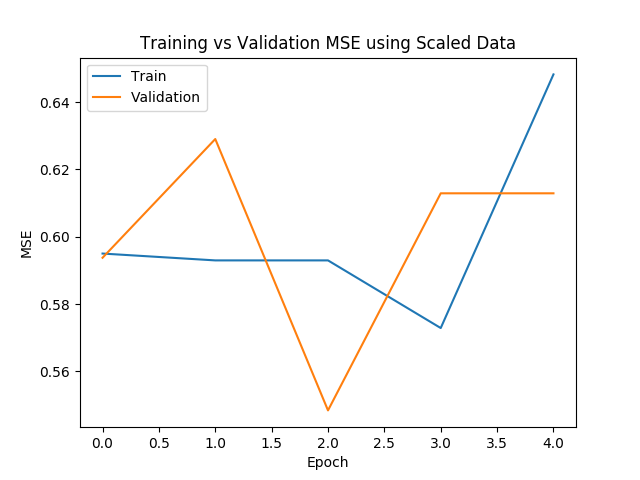 Training vs Validation MSE using Scaled Data
Train
Validation
0.64
0.62
0.60
0.58
0.56
MSE
0.0 0.5 1.0 1.5 2.0 2.5 3.0 3.5 4.0
Epoch